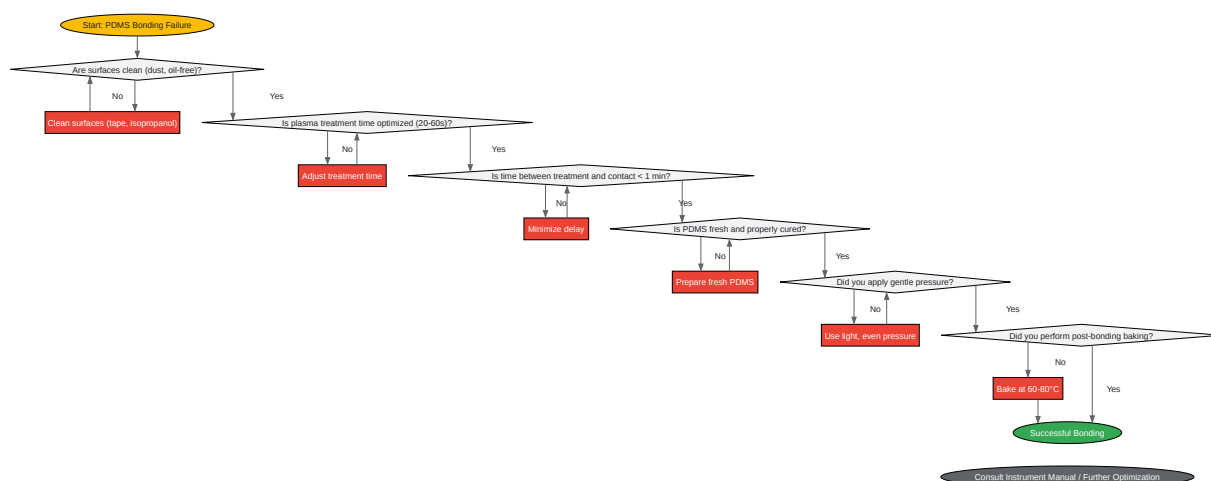 Start: PDMS Bonding Failure
Are surfaces clean (dust, oil-free)?
No
Yes
Clean surfaces (tape, isopropanol)
Is plasma treatment time optimized (20-60s)?
No
Yes
Adjust treatment time
Is time between treatment and contact < 1 min?
No
Yes
Minimize delay
Is PDMS fresh and properly cured?
No
Yes
Prepare fresh PDMS
Did you apply gentle pressure?
No
Yes
Use light, even pressure
Did you perform post-bonding baking?
No
Yes
Bake at 60-80°C
Successful Bonding
Consult Instrument Manual / Further Optimization